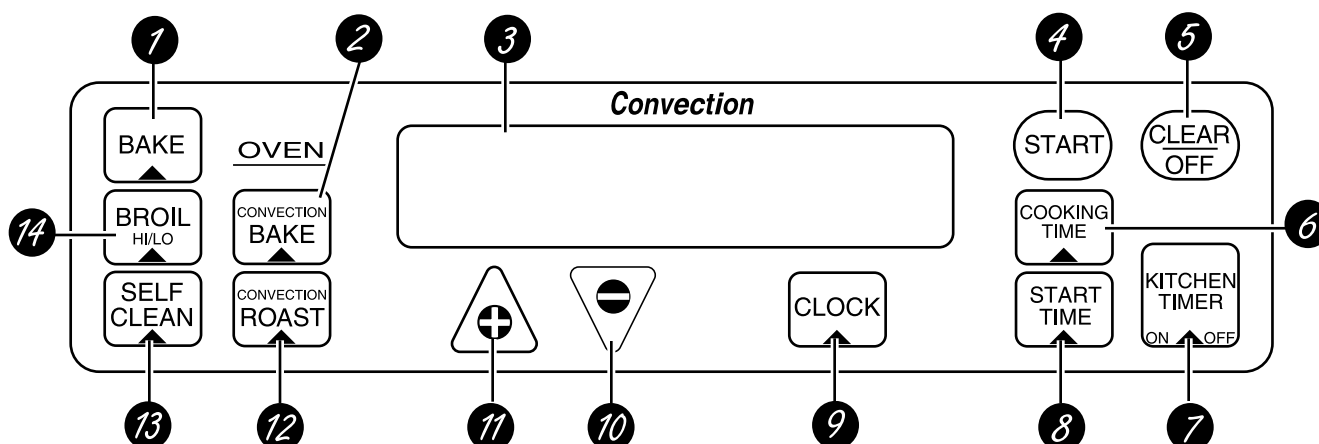 1
2
3
4
5
Convection
BAKE
OVEN
START
CLEAR
OFF
14
BROIL
HI/LO
CONVECTION
BAKE
COOKING
TIME
6
SELF
CLEAN
CONVECTION
ROAST
CLOCK
START
TIME
KITCHEN
TIMER
ON OFF
13
12
11
10
9
8
7